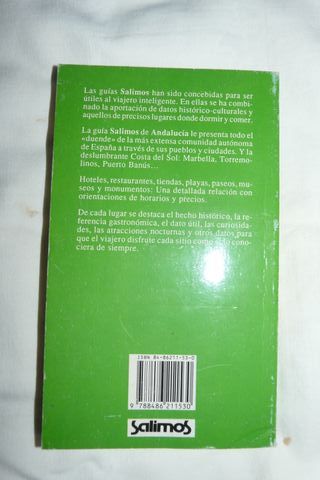 Las guías Salimos han sido concebidas para ser
útiles al viajero inteligente. En ellas se ha combi-
nado la aportación de datos histórico-culturales y
aquellos de precisos lugares donde dormir y comer.
La guía Salimos de Andalucía le presenta todo el
«duende» de la más extensa comunidad autónoma
de España a través de sus pueblos y ciudades. Y la
deslumbrante Costa del Sol: Marbella, Torremo-
linos, Puerto Banús...
Hoteles, restaurantes, tiendas, playas, paseos, mu-
seos y monumentos: Una detallada relación con
orientaciones de horarios y precios.
De cada lugar se destaca el hecho histórico, la re-
ferencia gastronómica, el dato útil, las curiosida-
des, las atracciones nocturnas y otros datos para
que el viajero disfrute cada sitio como si lo cono-
ciera de siempre.
ISBN 84-86211-53-0
9 788486 211530
salimos